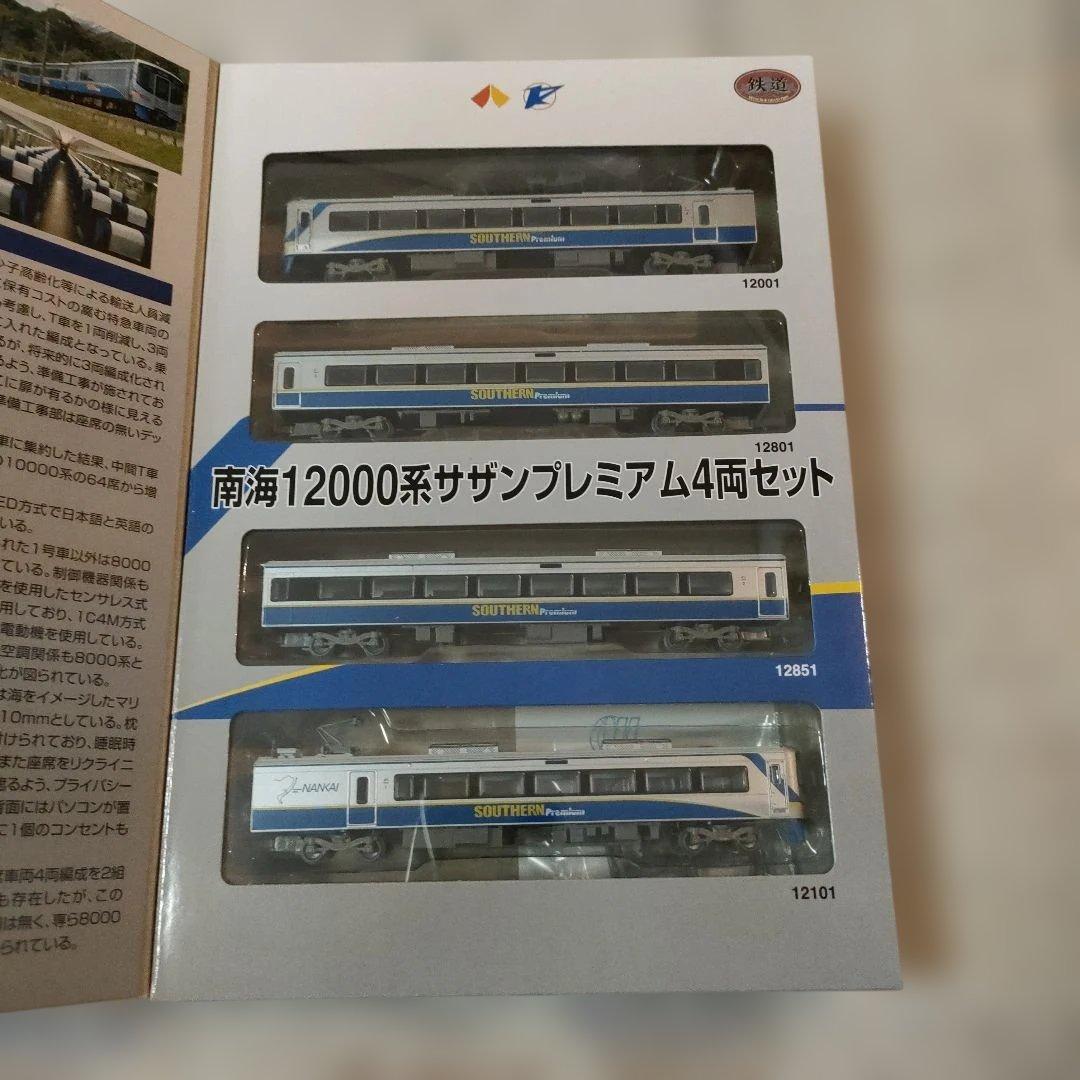 少子高齢化等による輸送人員減
保有コストの嵩む特急車両の
考慮し、T車を1両削減し、3両
に入れた編成となっている。乗
るが、将来的に3両編成化され
るよう、準備工事が施されてお
こに扉が有るかの様に見える
準備工事部は座席の無いデッ
車に集約した結果、中間T車
の10000系の64席から増
ED方式で日本語と英語の
いる。
れた1号車以外は8000
ている。制御機器関係も
を使用したセンサレス式
用しており、1C4M方式
電動機を使用している。
空調関係も8000系と
化が図られている。
は海をイメージしたマリ
10mmとしている。枕
付けられており、睡眠時
また座席をリクライニ
るよう、プライバシー
背面にはパソコンが置
に1個のコンセントも
車両4両編成を2組
も存在したが、この
は無く、専ら8000
られている。
鉄道
SOUTHERN Premium
12001
SOUTHERN Premium
12801
南海12000系サザンプレミアム4両セット
SOUTHERN Premium
12851
NANKAI
SOUTHERN Premium
12101